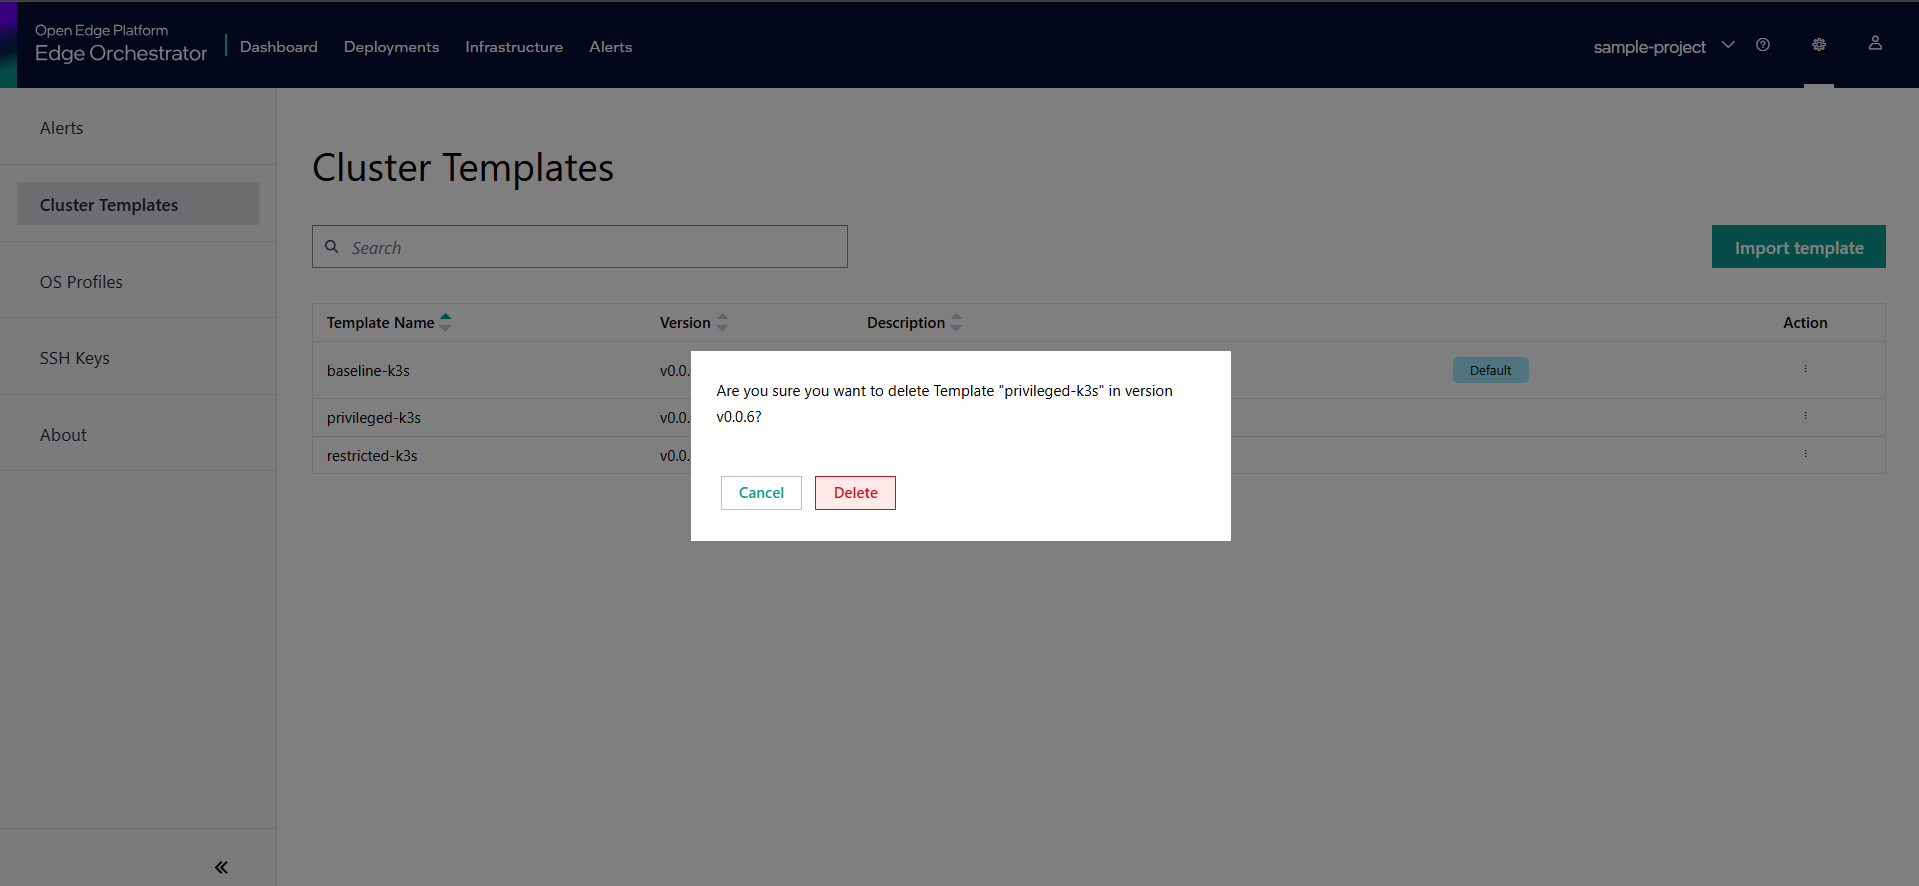 Open Edge Platform
Edge Orchestrator
Dashboard Deployments Infrastructure Alerts
sample-project
Alerts
Cluster Templates
OS Profiles
SSH Keys
About
Cluster Templates
Search
Import template
Template Name Version Description Action
baseline-k3s v0.0. Default
privileged-k3s v0.0.
restricted-k3s v0.0.
Are you sure you want to delete Template "privileged-k3s" in version
v0.0.6?
Cancel Delete